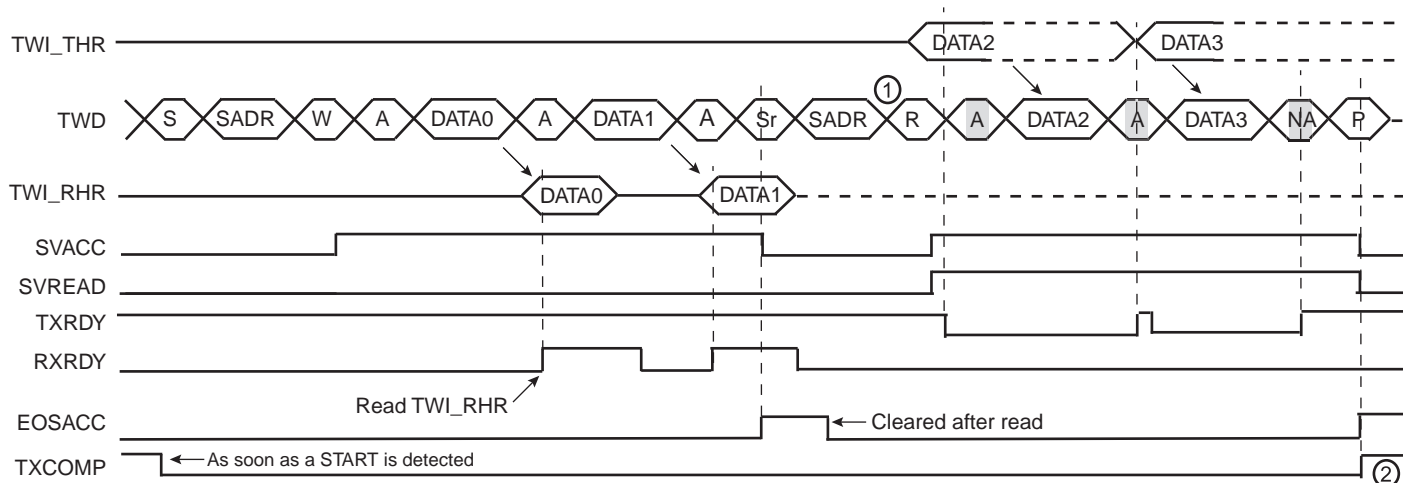 TWI_THR DATA2 DATA3
①
TWD S SADR W A DATA0 A DATA1 A Sr SADR R A DATA2 A DATA3 NA P
TWI_RHR DATA0 DATA1
SVACC
SVREAD
TXRDY
RXRDY
Read TWI_RHR
EOSACC Cleared after read
TXCOMP As soon as a START is detected ②